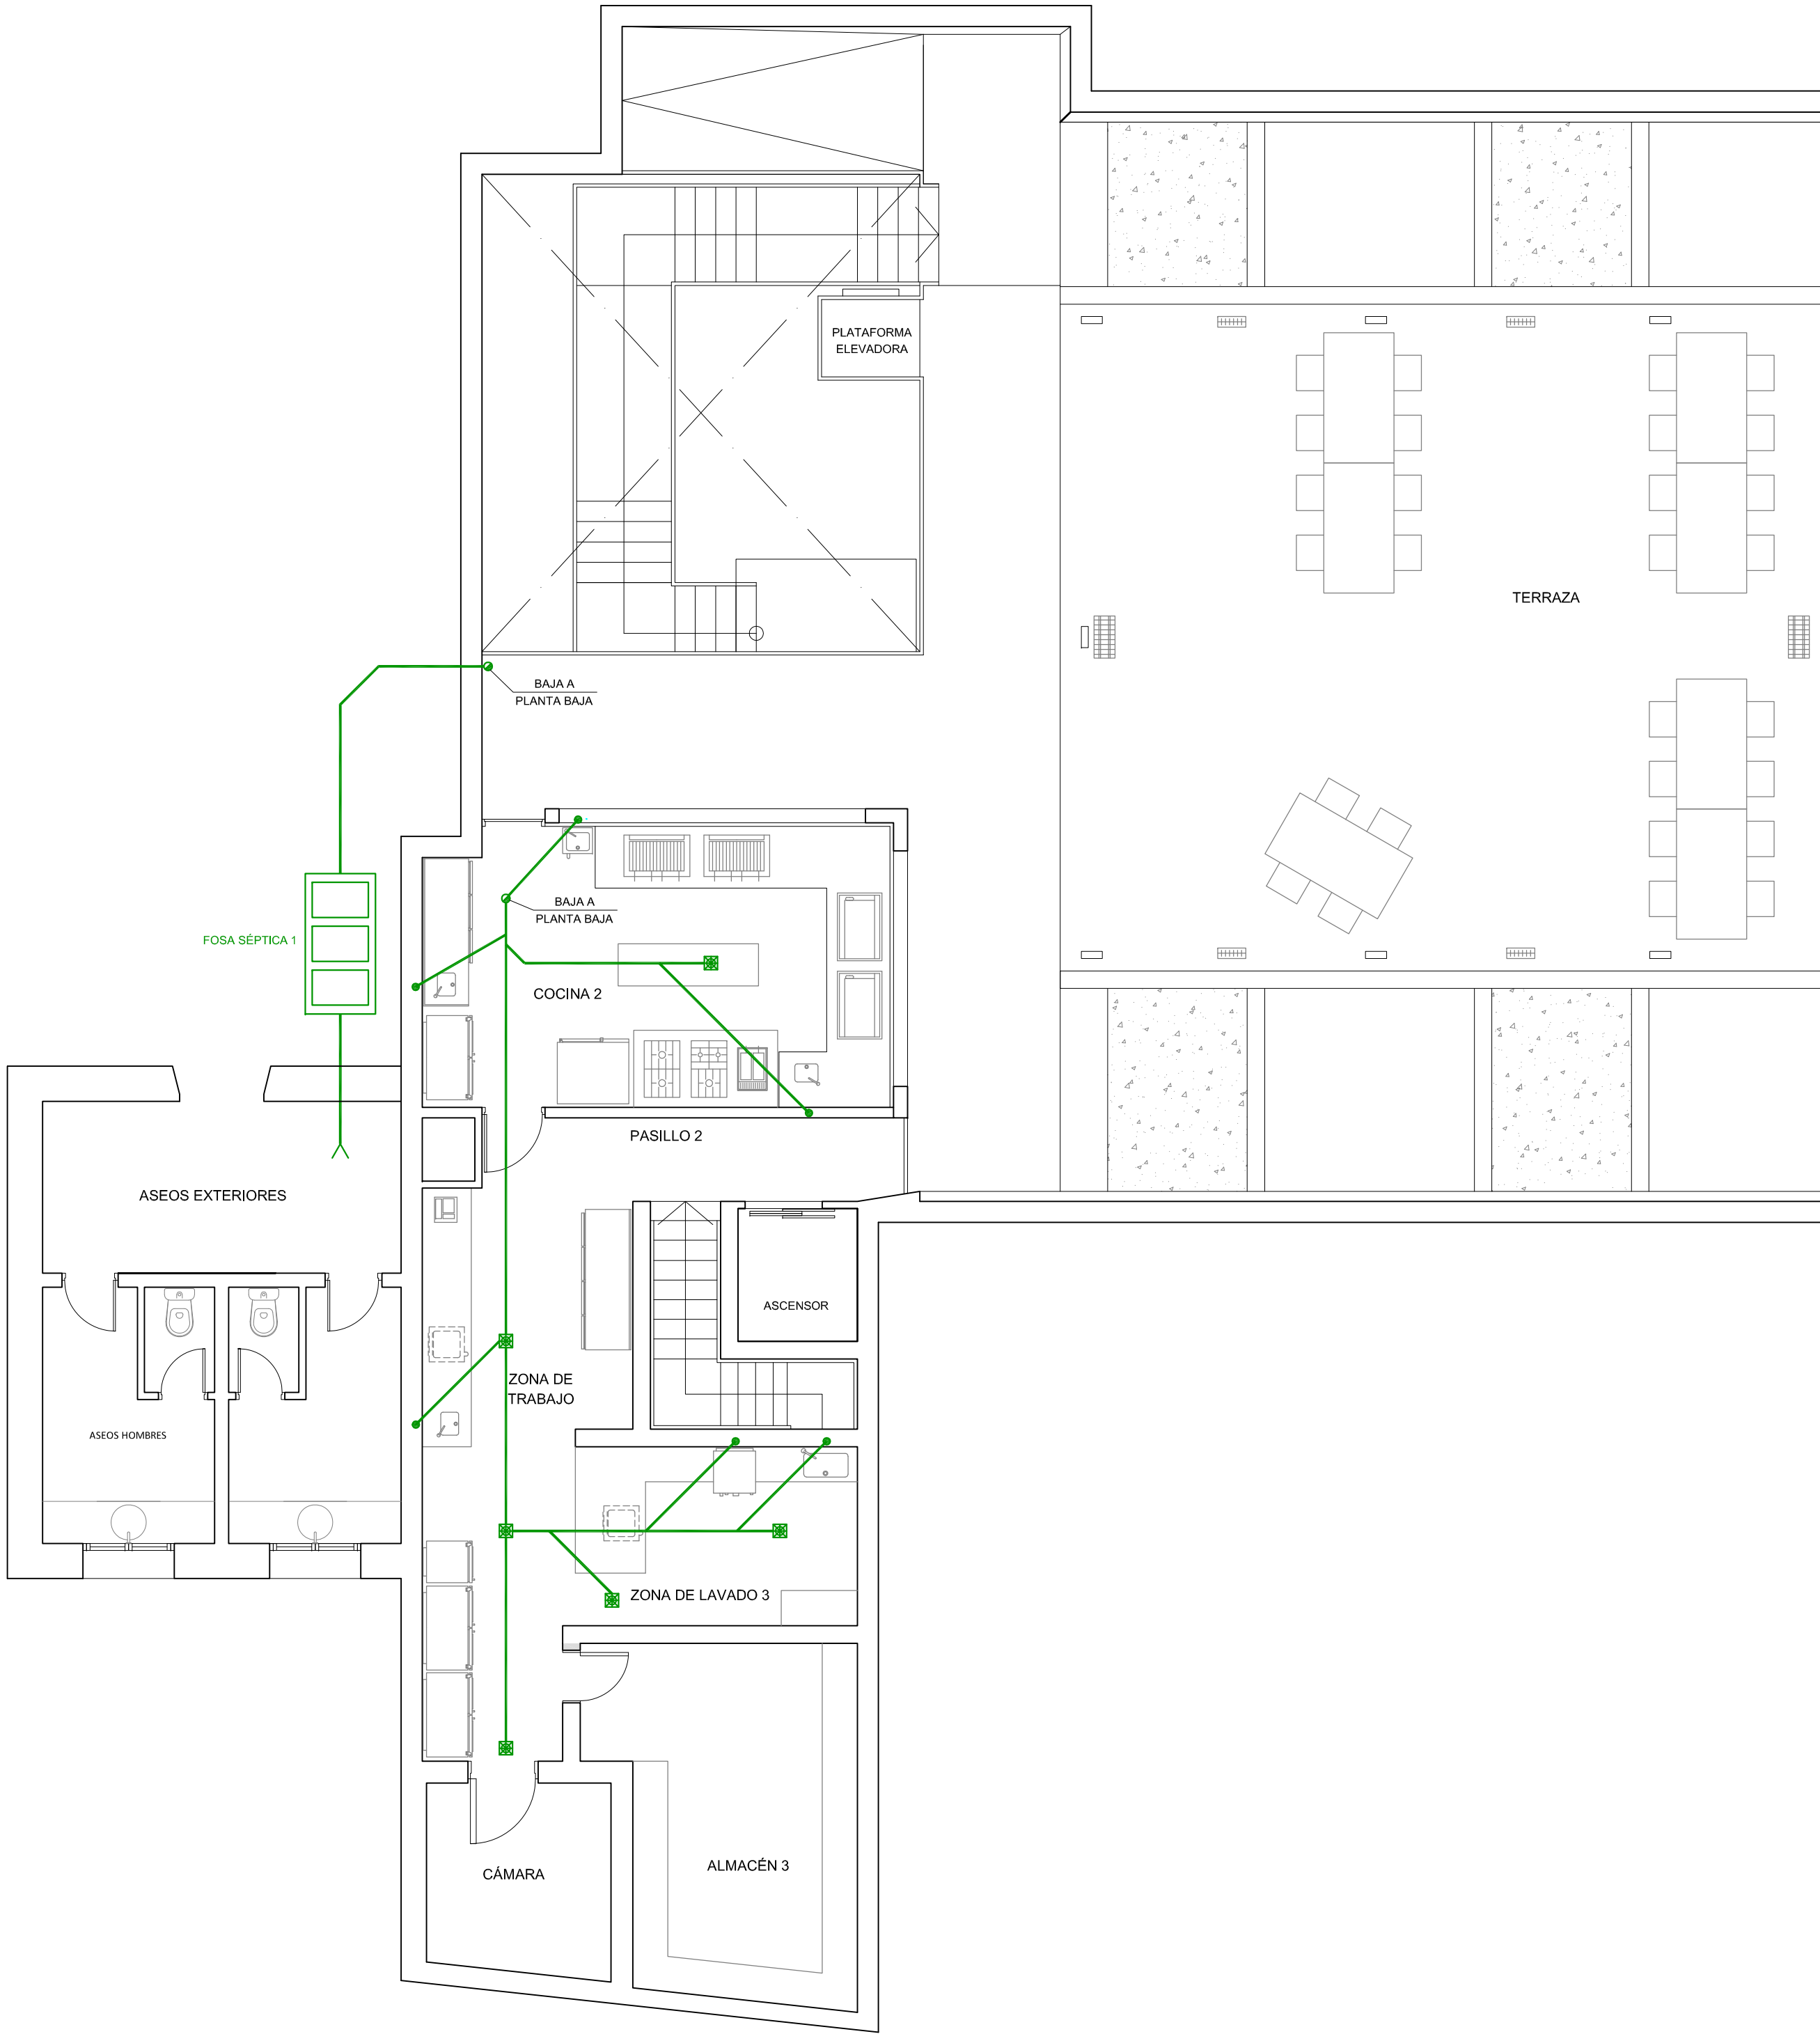 PLATAFORMA
ELEVADORA
TERRAZA
BAJA A
PLANTA BAJA
BAJA A
PLANTA BAJA
FOSA SÉPTICA 1
COCINA 2
PASILLO 2
ASEOS EXTERIORES
ASCENSOR
ZONA DE
TRABAJO
ASEOS HOMBRES
ZONA DE LAVADO 3
ALMACÉN 3
CÁMARA